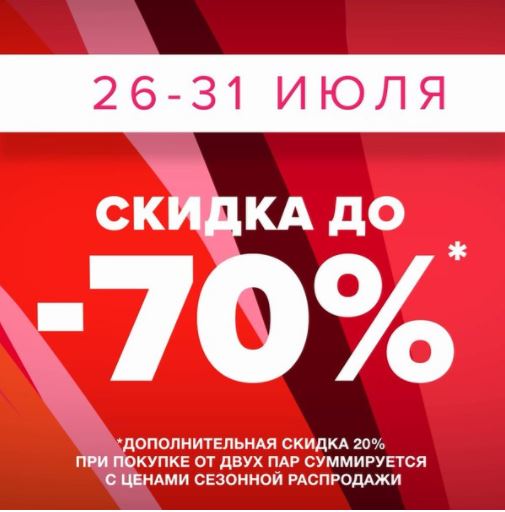 26-31 ИЮЛЯ
СКИДКА ДО
-70%*
*ДОПОЛНИТЕЛЬНАЯ СКИДКА 20%
ПРИ ПОКУПКЕ ОТ ДВУХ ПАР СУММИРУЕТСЯ
С ЦЕНАМИ СЕЗОННОЙ РАСПРОДАЖИ